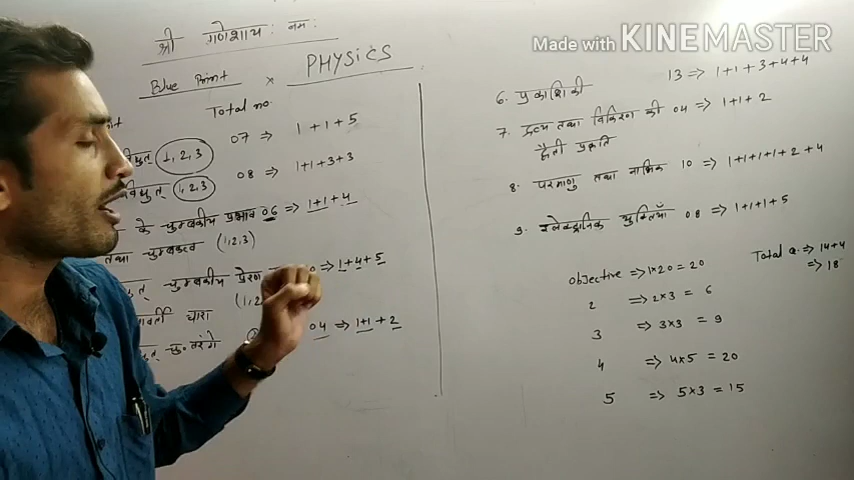 श्री गणेशाय: नम:
Made with KINEMASTER
Blue Print × PHYSICS
Total no.
1, 2, 3 07 ⇒ 1+1+5
1, 2, 3 08 ⇒ 1+1+3+3
के चुम्बकीय प्रभाव 06 ⇒ 1+1+4
तथा चुम्बकत्व (1,2,3)
चुम्बकीय प्रेरण ⇒ 1+4+5
धारा
चु० तरंगे 04 ⇒ 1+1+2
6. प्रकाशिकी 13 ⇒ 1+1+3+4+4
7. द्रव्य तथा विकिरण की 04 ⇒ 1+1+2
द्वैती प्रकृति
8. परमाणु तथा नाभिक 10 ⇒ 1+1+1+1+2+4
9. इलेक्ट्रानिक युक्तियाँ 08 ⇒ 1+1+1+5
Objective ⇒ 1×20 = 20
2 ⇒ 2×3 = 6
3 ⇒ 3×3 = 9
4 ⇒ 4×5 = 20
5 ⇒ 5×3 = 15
Total Q. ⇒ 14+4
⇒ 18